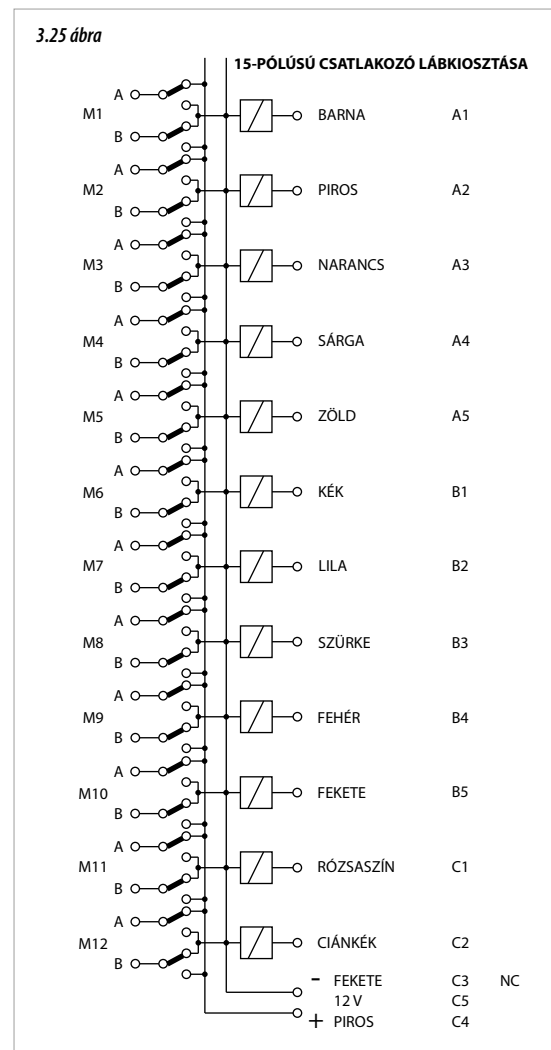 3.25 ábra
15-PÓLÚSÚ CSATLAKOZÓ LÁBKIOSZTÁSA
A
M1 BARNA A1
B
A
M2 PIROS A2
B
A
M3 NARANCS A3
B
A
M4 SÁRGA A4
B
A
M5 ZÖLD A5
B
A
M6 KÉK B1
B
A
M7 LILA B2
B
A
M8 SZÜRKE B3
B
A
M9 FEHÉR B4
B
A
M10 FEKETE B5
B
A
M11 RÓZSASZÍN C1
B
A
M12 CIÁNKÉK C2
B
- FEKETE C3 NC
12 V C5
+ PIROS C4